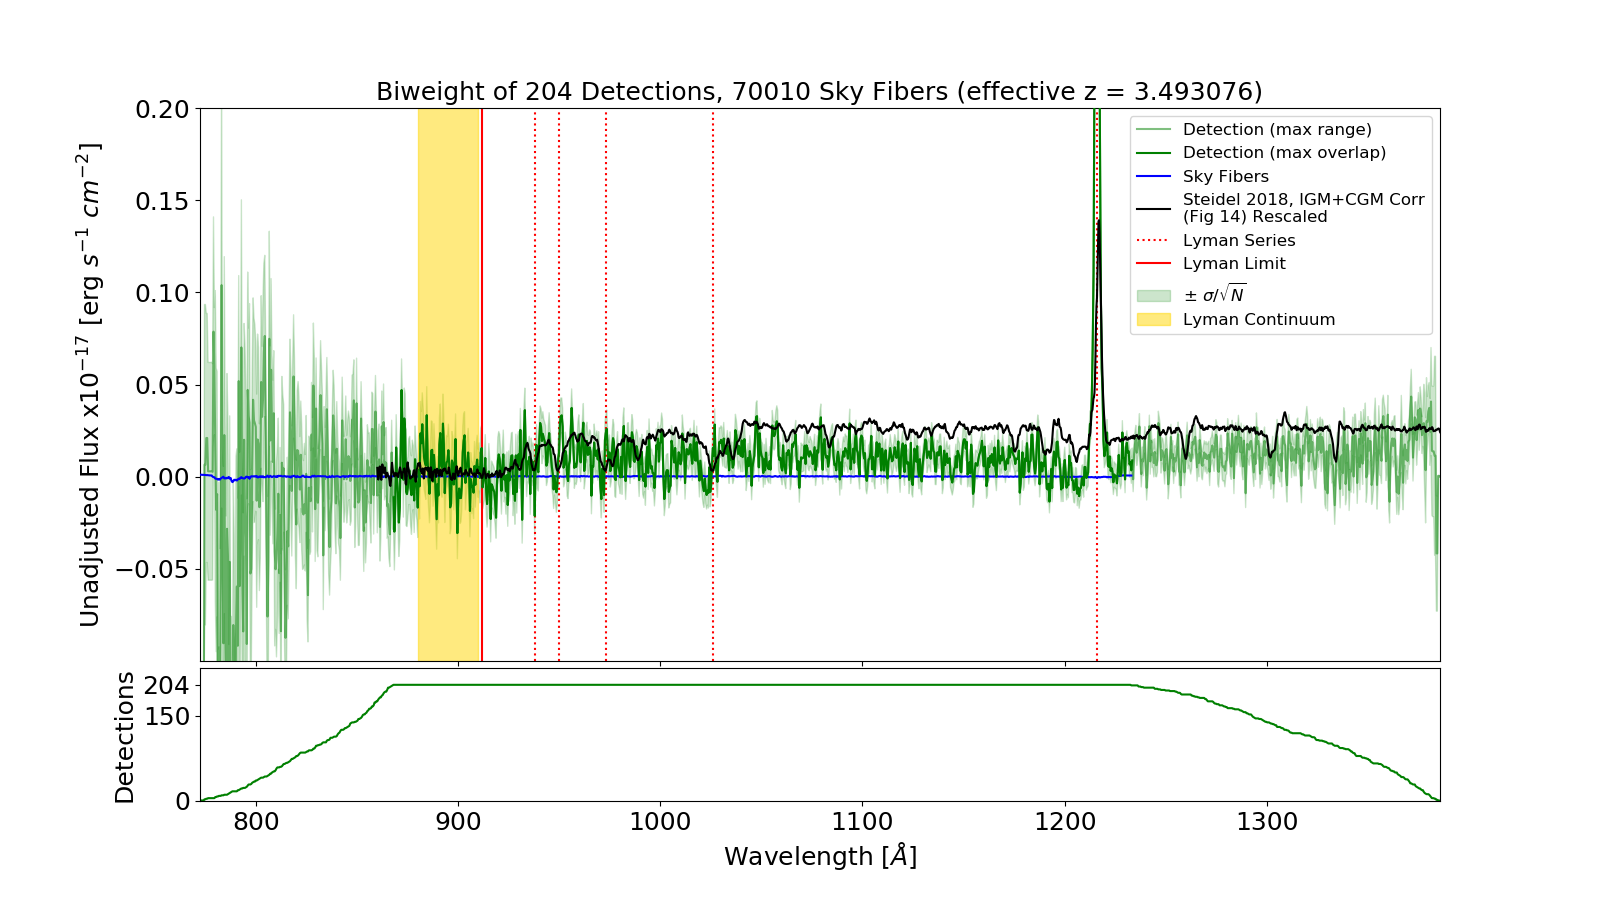 Biweight of 204 Detections, 70010 Sky Fibers (effective z = 3.493076)
Unadjusted Flux x10⁻¹⁷ [erg s⁻¹ cm⁻²]
0.20
0.15
0.10
0.05
0.00
−0.05
Detection (max range)
Detection (max overlap)
Sky Fibers
Steidel 2018, IGM+CGM Corr
(Fig 14) Rescaled
Lyman Series
Lyman Limit
± σ/√N
Lyman Continuum
Detections
204
150
0
800 900 1000 1100 1200 1300
Wavelength [Å]